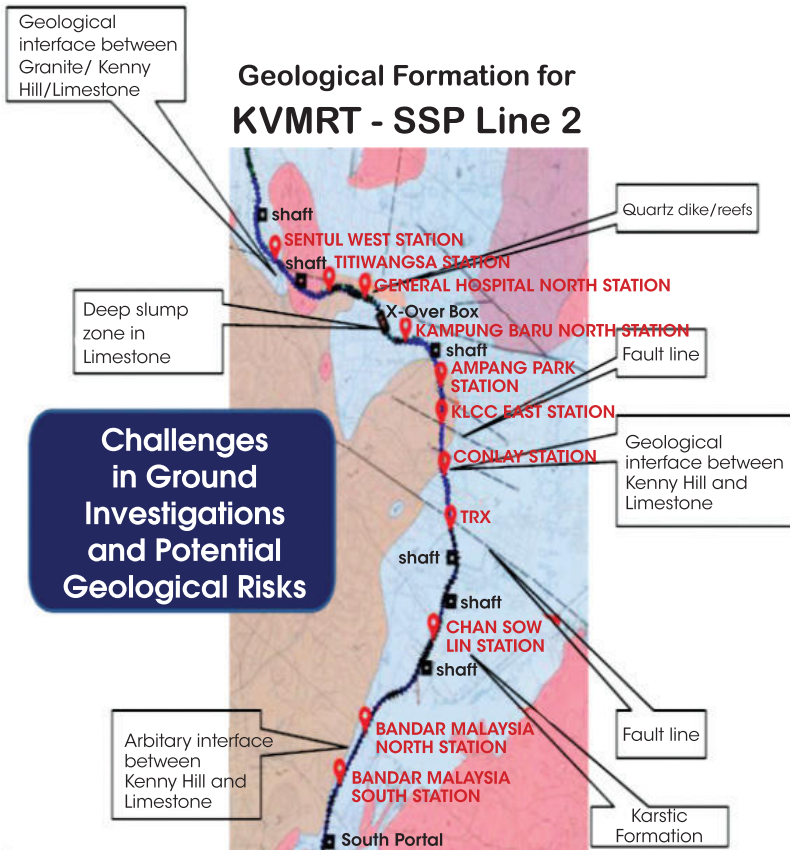 Geological
interface between
Granite/ Kenny
Hill/Limestone
Geological Formation for
KVMRT - SSP Line 2
shaft
Quartz dike/reefs
SENTUL WEST STATION
shaft
TITIWANGSA STATION
GENERAL HOSPITAL NORTH STATION
Deep slump
zone in
Limestone
X-Over Box
KAMPUNG BARU NORTH STATION
shaft
Fault line
AMPANG PARK
STATION
KLCC EAST STATION
Challenges
in Ground
Investigations
and Potential
Geological Risks
CONLAY STATION
Geological
interface between
Kenny Hill and
Limestone
TRX
shaft
shaft
CHAN SOW
LIN STATION
shaft
Arbitary interface
between
Kenny Hill and
Limestone
BANDAR MALAYSIA
NORTH STATION
Fault line
BANDAR MALAYSIA
SOUTH STATION
Karstic
Formation
South Portal